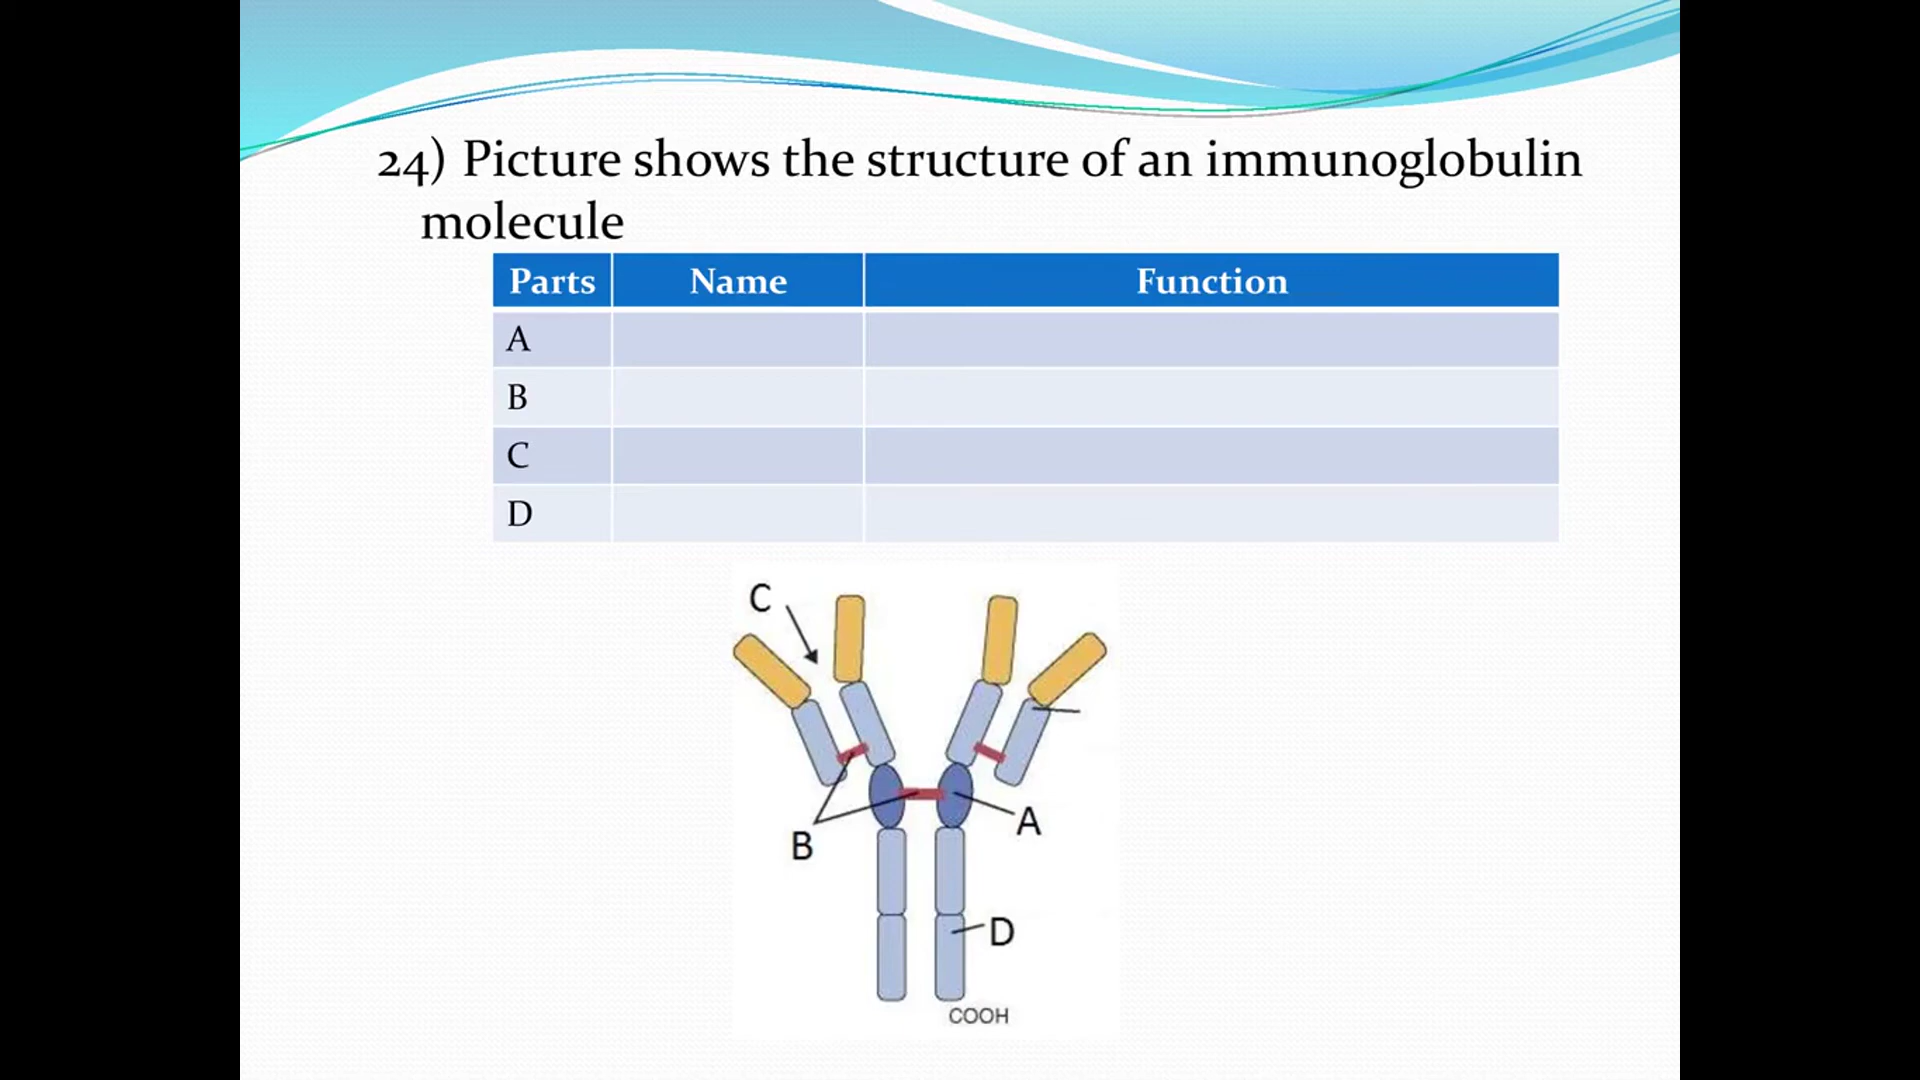 24) Picture shows the structure of an immunoglobulin
molecule
Parts Name Function
A
B
C
D
C
A
B
D
COOH